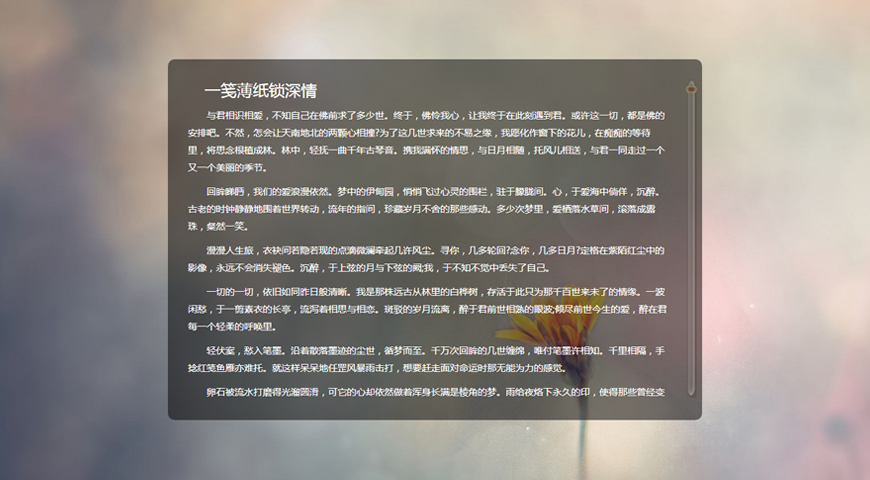 一笺薄纸锁深情
与君相识相爱，不知自己在佛前求了多少世。终于，佛怜我心，让我终于在此刻遇到君。或许这一切，都是佛的
安排吧。不然，怎会让天南地北的两颗心相撞?为了这几世求来的不易之缘，我愿化作窗下的花儿，在痴痴的等待
里，将思念根植成林。林中，轻抚一曲千年古琴音。携我满怀的情思，与日月相随，托风儿相送，与君一同走过一个
又一个美丽的季节。
回眸睇眄，我们的爱浪漫依然。梦中的伊甸园，悄悄飞过心灵的围栏，驻于朦胧间。心，于爱海中倘佯，沉醉。
古老的时钟静静地围着世界转动，流年的指间，珍藏岁月不舍的那些感动。多少次梦里，爱栖落水草间，滚落成露
珠，粲然一笑。
漫漫人生旅，衣袂间若隐若现的点滴微澜牵起几许风尘。寻你，几多轮回?念你，几多日月?定格在紫陌红尘中的
影像，永远不会消失褪色。沉醉，于上弦的月与下弦的阙;我，于不知不觉中丢失了自己。
一切的一切，依旧如同昨日般清晰。我是那株远古从林里的白桦树，存活于此只为那千百世来未了的情缘。一波
闲愁，于一剪素衣的长亭，流泻着相思与相恋。斑驳的岁月流离，醉于君前世相熟的眼波;倾尽前世今生的爱，醉在君
每一个轻柔的呼唤里。
轻伏案，愁入笔墨。沿着散落墨迹的尘世，循梦而至。千万次回眸的几世缠绵，唯付笔墨许相知。千里相隔，手
捻红笺鱼雁亦难托。就这样呆呆地任罡风暴雨击打，想要赶走面对命运时那无能为力的感觉。
卵石被流水打磨得光溜圆滑，可它的心却依然做着浑身长满是棱角的梦。雨给夜烙下永久的印，使得那些曾经变